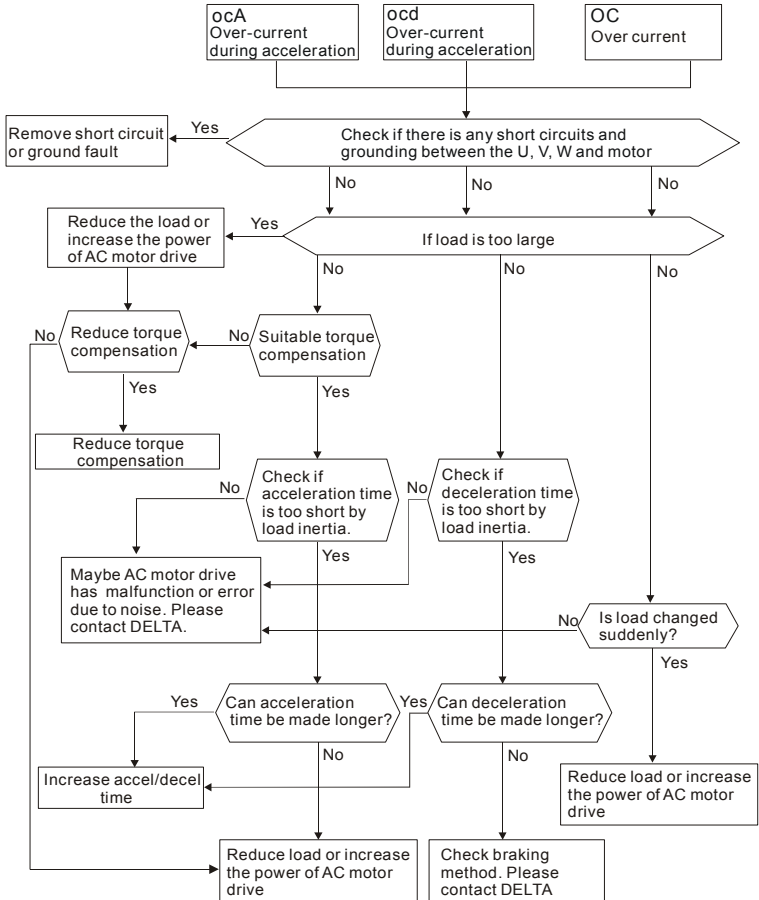 ocA
Over-current
during acceleration
ocd
Over-current
during acceleration
OC
Over current
Remove short circuit
or ground fault
Yes
Check if there is any short circuits and
grounding between the U, V, W and motor
No
No
No
Reduce the load or
increase the power
of AC motor drive
Yes
If load is too large
No
No
No
No
Reduce torque
compensation
No
Suitable torque
compensation
Yes
Yes
Reduce torque
compensation
No
Check if
acceleration time
is too short by
load inertia.
No
Check if
deceleration time
is too short by
load inertia.
Yes
Yes
Maybe AC motor drive
has malfunction or error
due to noise. Please
contact DELTA.
No
Is load changed
suddenly?
Yes
Yes
Can acceleration
time be made longer?
Yes
Can deceleration
time be made longer?
No
No
Increase accel/decel
time
Reduce load or increase
the power of AC motor
drive
Reduce load or increase
the power of AC motor
drive
Check braking
method. Please
contact DELTA